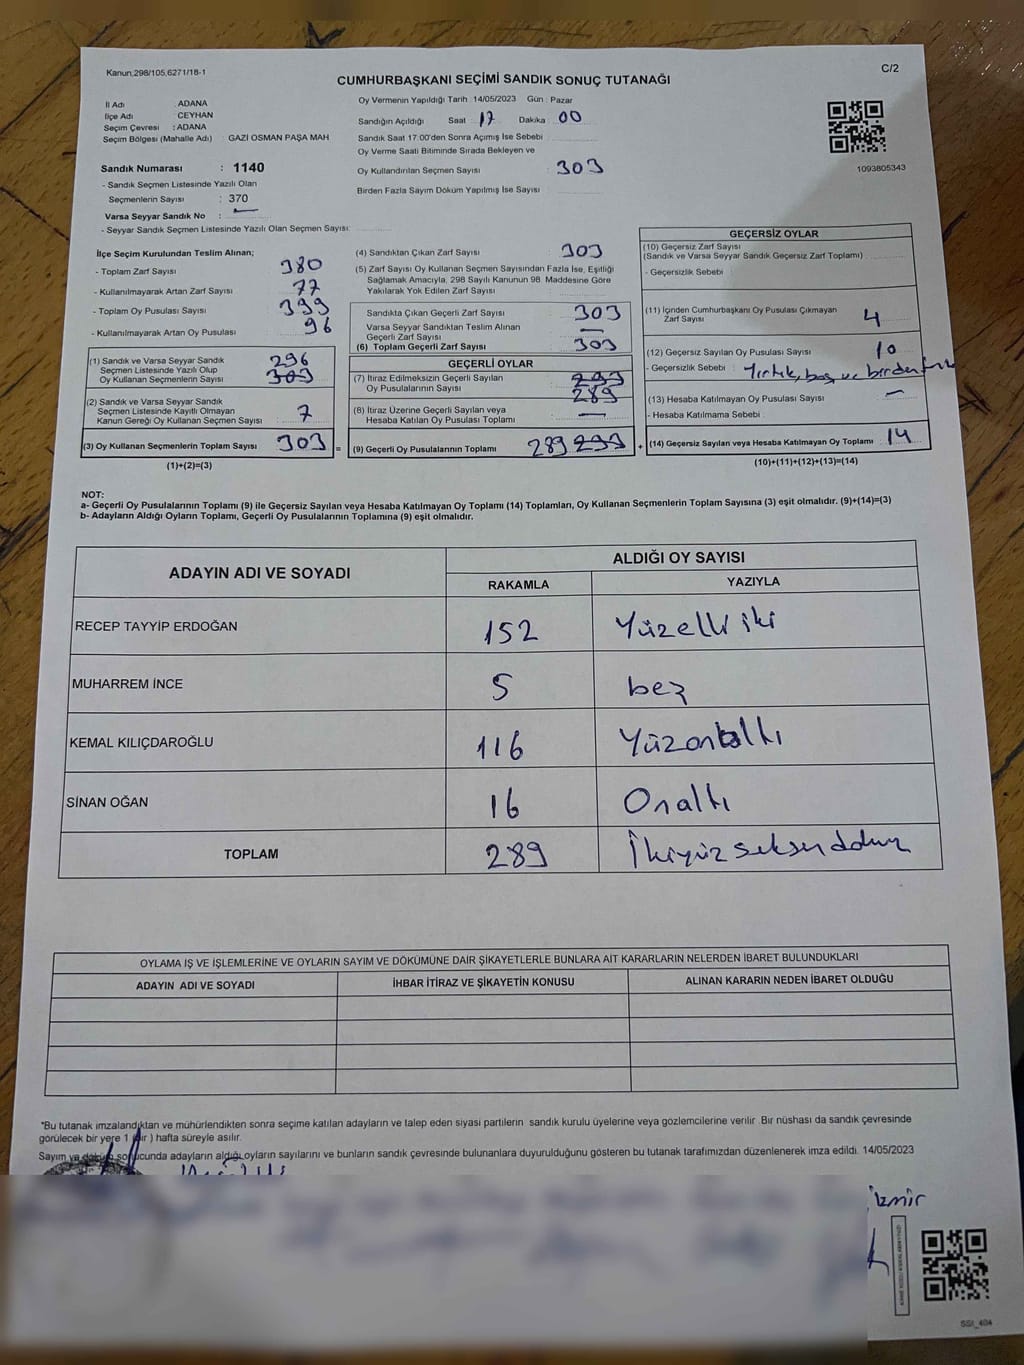 Kanun,298/105,6271/18-1
C/2
CUMHURBAŞKANI SEÇİMİ SANDIK SONUÇ TUTANAĞI
İl Adı : ADANA
İlçe Adı : CEYHAN
Seçim Çevresi : ADANA
Seçim Bölgesi (Mahalle Adı) GAZİ OSMAN PAŞA MAH
Sandık Numarası : 1140
- Sandık Seçmen Listesinde Yazılı Olan
Seçmenlerin Sayısı : 370
Varsa Seyyar Sandık No : —
- Seyyar Sandık Seçmen Listesinde Yazılı Olan Seçmen Sayısı:
Oy Vermenin Yapıldığı Tarih : 14/05/2023 Gün : Pazar
Sandığın Açıldığı Saat 17 Dakika : 00
Sandık Saat 17:00'den Sonra Açımış İse Sebebi
Oy Verme Saati Bitiminde Sırada Bekleyen ve
Oy Kullandırılan Seçmen Sayısı : 303
Birden Fazla Sayım Döküm Yapılmış İse Sayısı :
1093805343
İlçe Seçim Kurulundan Teslim Alınan;
- Toplam Zarf Sayısı 380
- Kullanılmayarak Artan Zarf Sayısı 77
- Toplam Oy Pusulası Sayısı 399
- Kullanılmayarak Artan Oy Pusulası 96
(1) Sandık ve Varsa Seyyar Sandık
Seçmen Listesinde Yazılı Olup
Oy Kullanan Seçmenlerin Sayısı 296 303
(2) Sandık ve Varsa Seyyar Sandık
Seçmen Listesinde Kayıtlı Olmayan
Kanun Gereği Oy Kullanan Seçmen Sayısı 7
(3) Oy Kullanan Seçmenlerin Toplam Sayısı 303 =
(1)+(2)=(3)
(4) Sandıktan Çıkan Zarf Sayısı : 303
(5) Zarf Sayısı Oy Kullanan Seçmen Sayısından Fazla İse, Eşitliği
Sağlamak Amacıyla, 298 Sayılı Kanunun 98. Maddesine Göre
Yakılarak Yok Edilen Zarf Sayısı
Sandıkta Çıkan Geçerli Zarf Sayısı : 303
Varsa Seyyar Sandıktan Teslim Alınan
Geçerli Zarf Sayısı : —
(6) Toplam Geçerli Zarf Sayısı : 303
GEÇERLİ OYLAR
(7) İtiraz Edilmeksizin Geçerli Sayılan
Oy Pusulalarının Sayısı 293 289
(8) İtiraz Üzerine Geçerli Sayılan veya
Hesaba Katılan Oy Pusulası Toplamı : —
(9) Geçerli Oy Pusulalarının Toplamı 289 293 +
GEÇERSİZ OYLAR
(10) Geçersiz Zarf Sayısı
(Sandık ve Varsa Seyyar Sandık Geçersiz Zarf Toplamı)
- Geçersizlik Sebebi :
(11) İçinden Cumhurbaşkanı Oy Pusulası Çıkmayan
Zarf Sayısı 4
(12) Geçersiz Sayılan Oy Pusulası Sayısı 10
- Geçersizlik Sebebi : Yırtık, boş ve birden
(13) Hesaba Katılmayan Oy Pusulası Sayısı —
- Hesaba Katılmama Sebebi :
(14) Geçersiz Sayılan veya Hesaba Katılmayan Oy Toplamı : 14
(10)+(11)+(12)+(13)=(14)
NOT:
a- Geçerli Oy Pusulalarının Toplamı (9) ile Geçersiz Sayılan veya Hesaba Katılmayan Oy Toplamı (14) Toplamları, Oy Kullanan Seçmenlerin Toplam Sayısına (3) eşit olmalıdır. (9)+(14)=(3)
b- Adayların Aldığı Oyların Toplamı, Geçerli Oy Pusulalarının Toplamına (9) eşit olmalıdır.
ADAYIN ADI VE SOYADI
ALDIĞI OY SAYISI
RAKAMLA YAZIYLA
RECEP TAYYİP ERDOĞAN 152 Yüzelli iki
MUHARREM İNCE 5 beş
KEMAL KILIÇDAROĞLU 116 Yüzonaltı
SİNAN OĞAN 16 Onaltı
TOPLAM 289 İkiyüz seksen dokuz
OYLAMA İŞ VE İŞLEMLERİNE VE OYLARIN SAYIM VE DÖKÜMÜNE DAİR ŞİKAYETLERLE BUNLARA AİT KARARLARIN NELERDEN İBARET BULUNDUKLARI
ADAYIN ADI VE SOYADI İHBAR İTİRAZ VE ŞİKAYETİN KONUSU ALINAN KARARIN NEDEN İBARET OLDUĞU
"Bu tutanak imzalandıktan ve mühürlendikten sonra seçime katılan adayların ve talep eden siyasi partilerin sandık kurulu üyelerine veya gözlemcilerine verilir. Bir nüshası da sandık çevresinde
görülecek bir yere 1 (bir ) hafta süreyle asılır.
Sayım ve döküm sonucunda adayların aldığı oyların sayılarını ve bunların sandık çevresinde bulunanlara duyurulduğunu gösteren bu tutanak tarafımızdan düzenlenerek imza edildi. 14/05/2023
İzmir
SSI_404